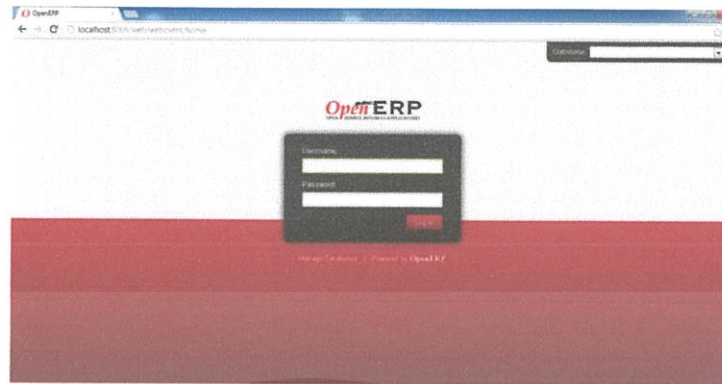 OpenERP
localhost
Database
OpenERP
Username
Password
Log in
Manage Databases | Powered by OpenERP